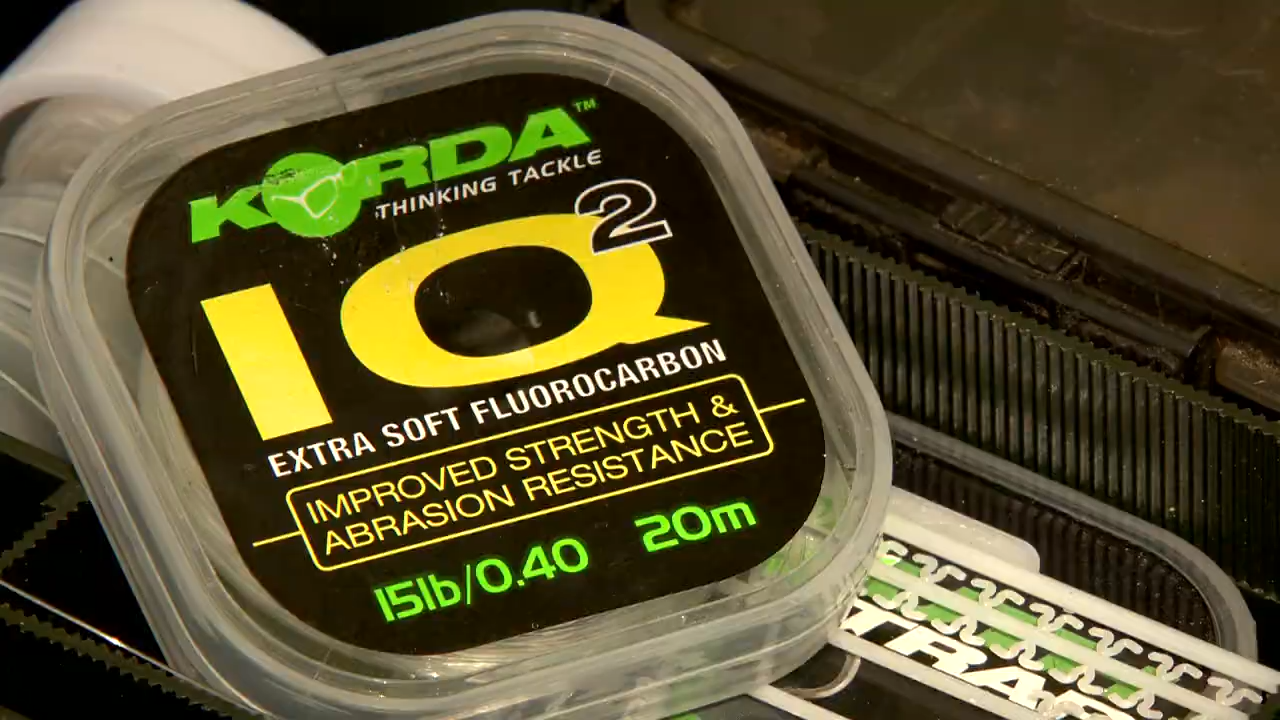 KORDA™
THINKING TACKLE
IQ2
EXTRA SOFT FLUOROCARBON
IMPROVED STRENGTH &
ABRASION RESISTANCE
15lb/0.40 20m